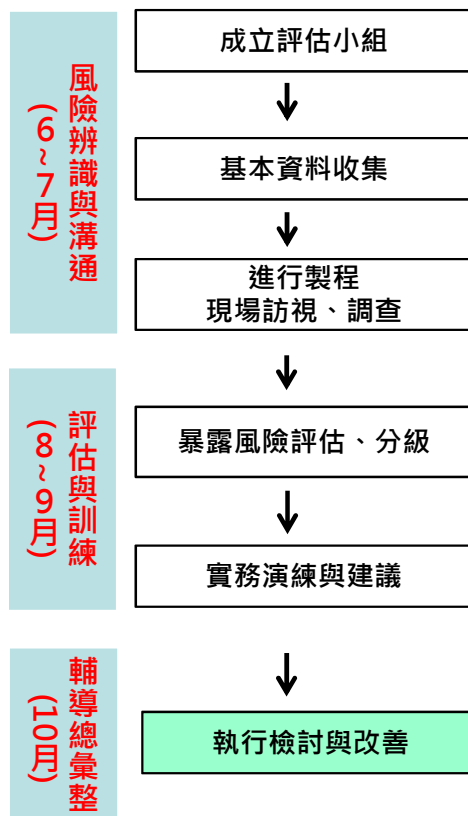 風險辨識與溝通
(6~7月)
成立評估小組
基本資料收集
進行製程
現場訪視、調查
評估與訓練
(8~9月)
暴露風險評估、分級
實務演練與建議
輔導總彙整
(10月)
執行檢討與改善